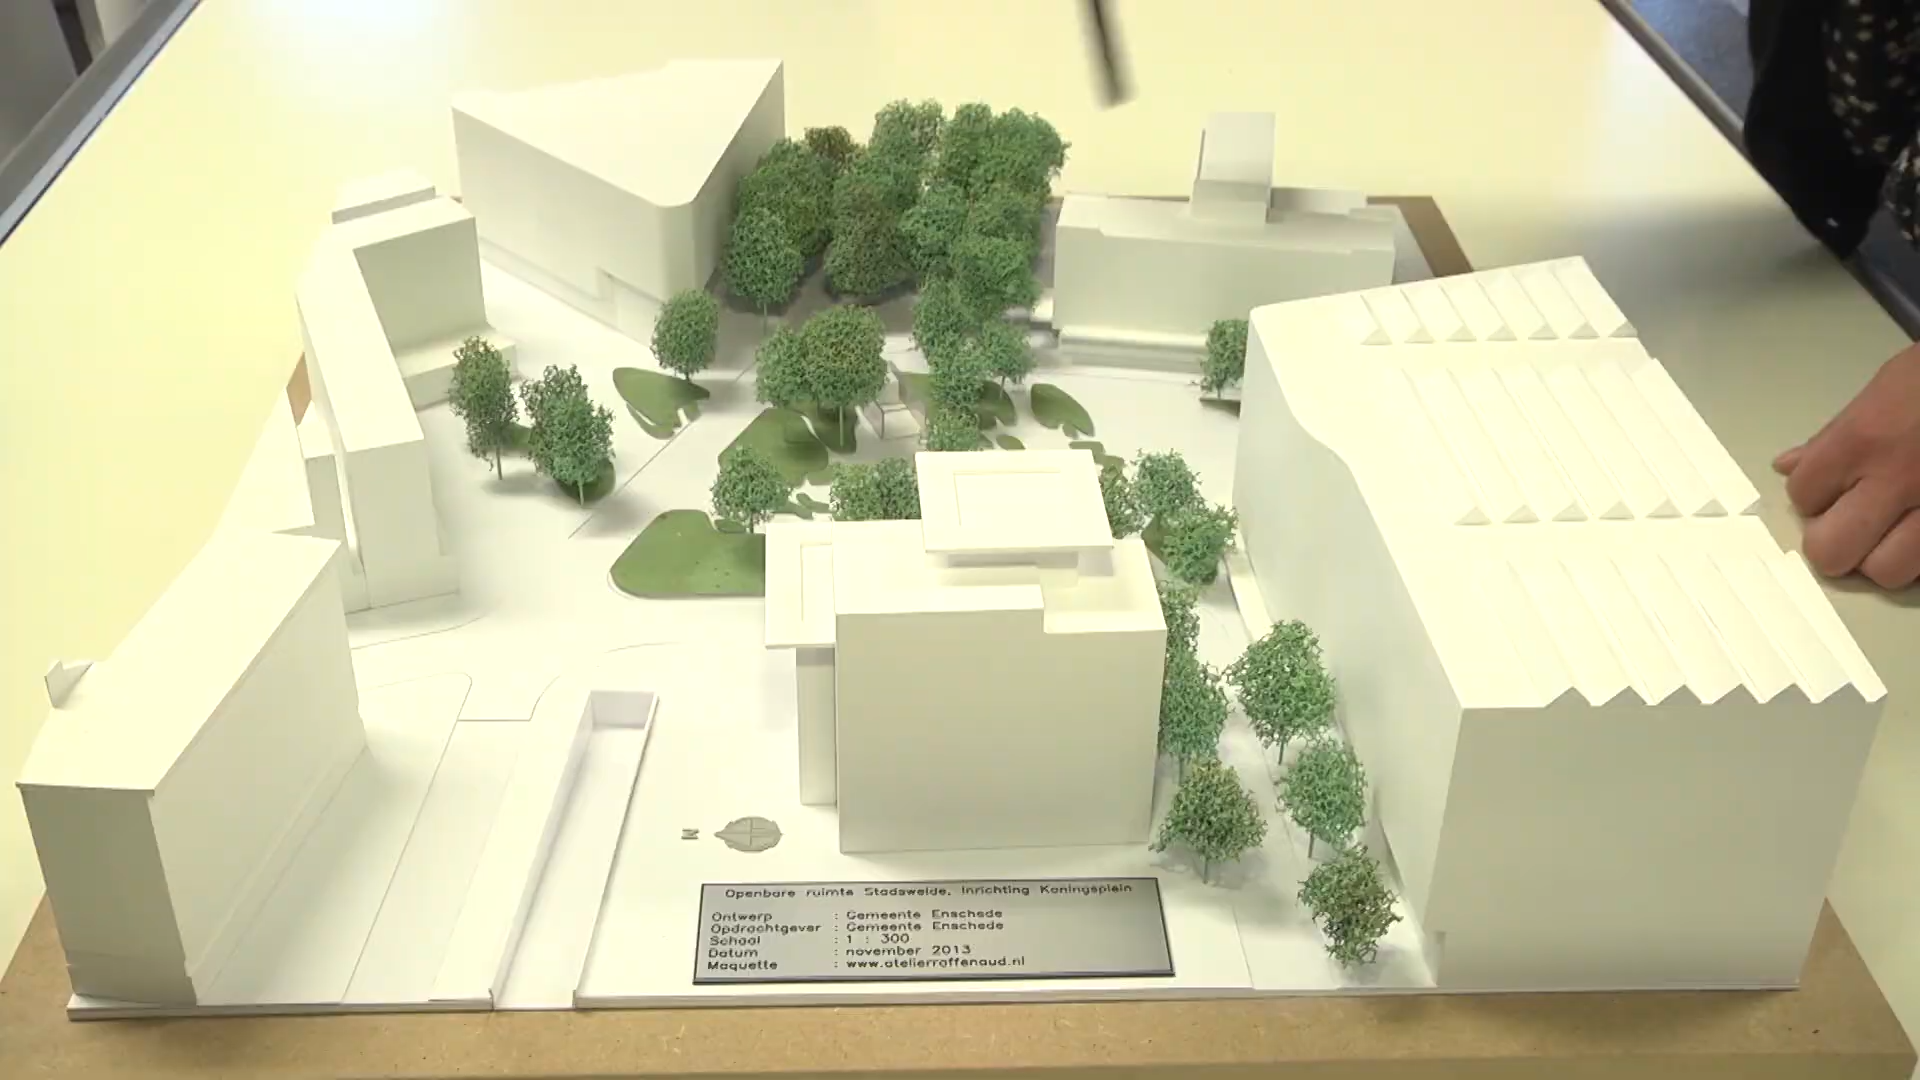 Openbare ruimte Stadsweide, Inrichting Koningsplein
Ontwerp : Gemeente Enschede
Opdrachtgever : Gemeente Enschede
Schaal : 1 : 300
Datum : november 2013
Maquette : www.atelierroffenaud.nl
N